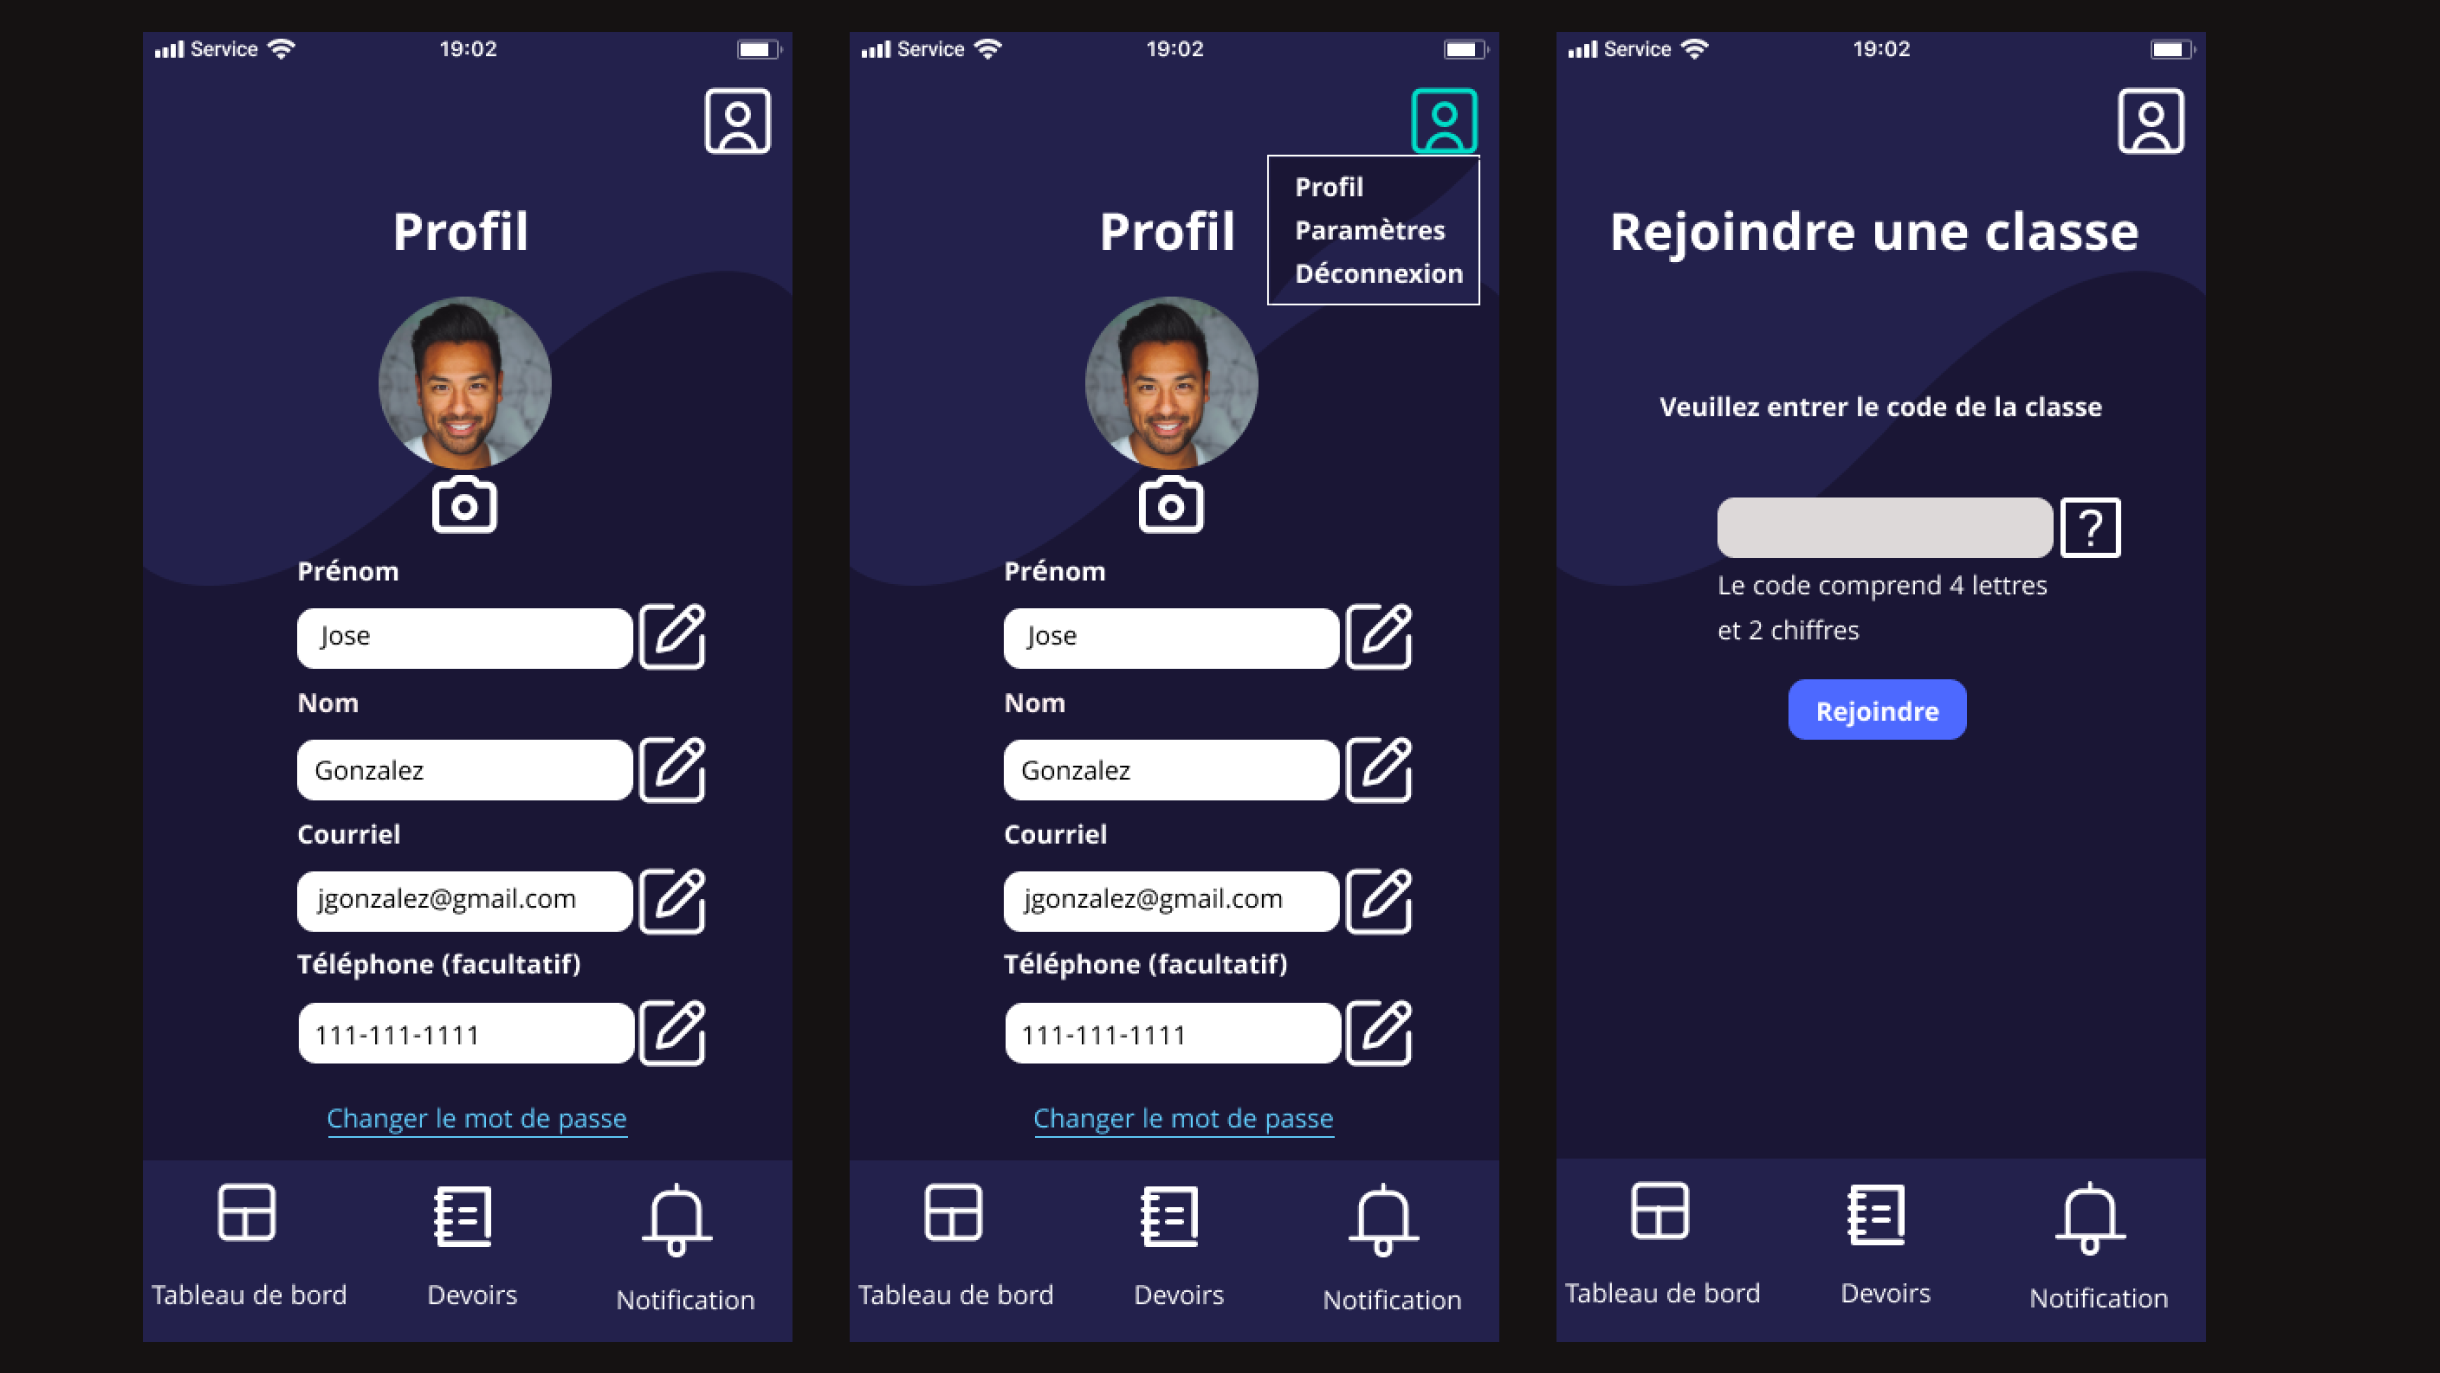 Service 19:02
Profil
Prénom
Jose
Nom
Gonzalez
Courriel
jgonzalez@gmail.com
Téléphone (facultatif)
111-111-1111
Changer le mot de passe
Tableau de bord
Devoirs
Notification
Service 19:02
Profil
Paramètres
Déconnexion
Profil
Prénom
Jose
Nom
Gonzalez
Courriel
jgonzalez@gmail.com
Téléphone (facultatif)
111-111-1111
Changer le mot de passe
Tableau de bord
Devoirs
Notification
Service 19:02
Rejoindre une classe
Veuillez entrer le code de la classe
?
Le code comprend 4 lettres
et 2 chiffres
Rejoindre
Tableau de bord
Devoirs
Notification